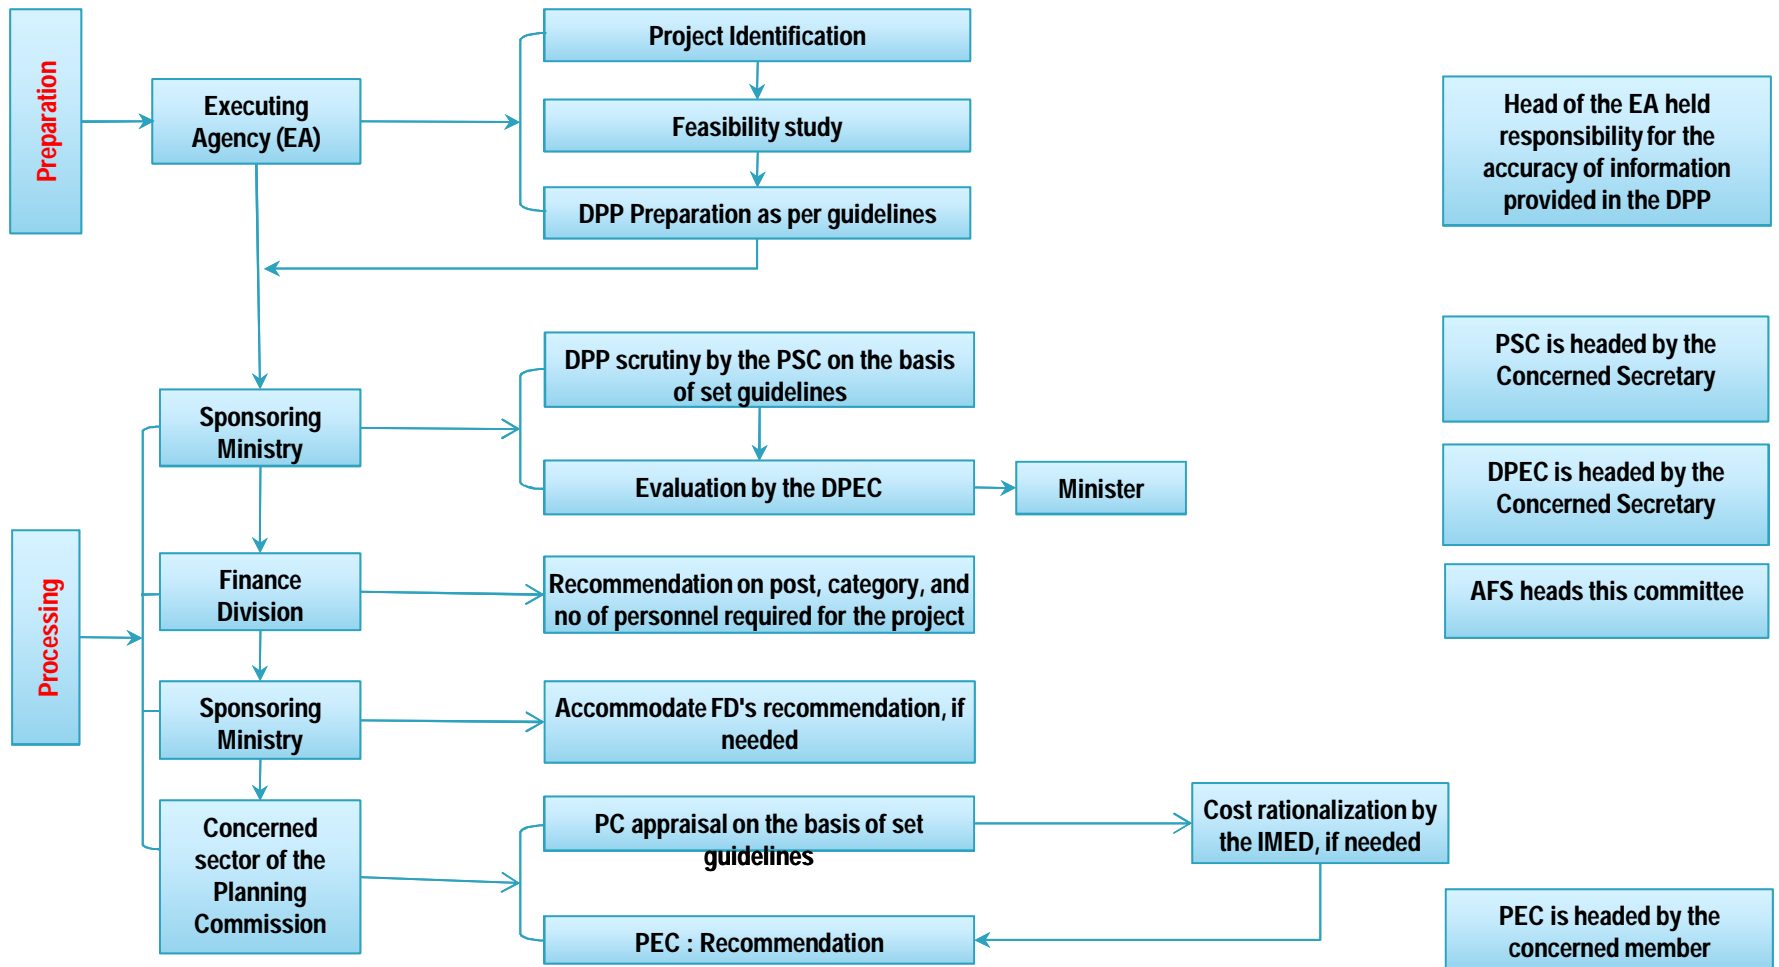 Preparation
Executing
Agency (EA)
Project Identification
Feasibility study
DPP Preparation as per guidelines
Head of the EA held
responsibility for the
accuracy of information
provided in the DPP
Processing
Sponsoring
Ministry
DPP scrutiny by the PSC on the basis
of set guidelines
Evaluation by the DPEC
Minister
PSC is headed by the
Concerned Secretary
DPEC is headed by the
Concerned Secretary
Finance
Division
Recommendation on post, category, and
no of personnel required for the project
AFS heads this committee
Sponsoring
Ministry
Accommodate FD's recommendation, if
needed
Concerned
sector of the
Planning
Commission
PC appraisal on the basis of set
guidelines
Cost rationalization by
the IMED, if needed
PEC : Recommendation
PEC is headed by the
concerned member